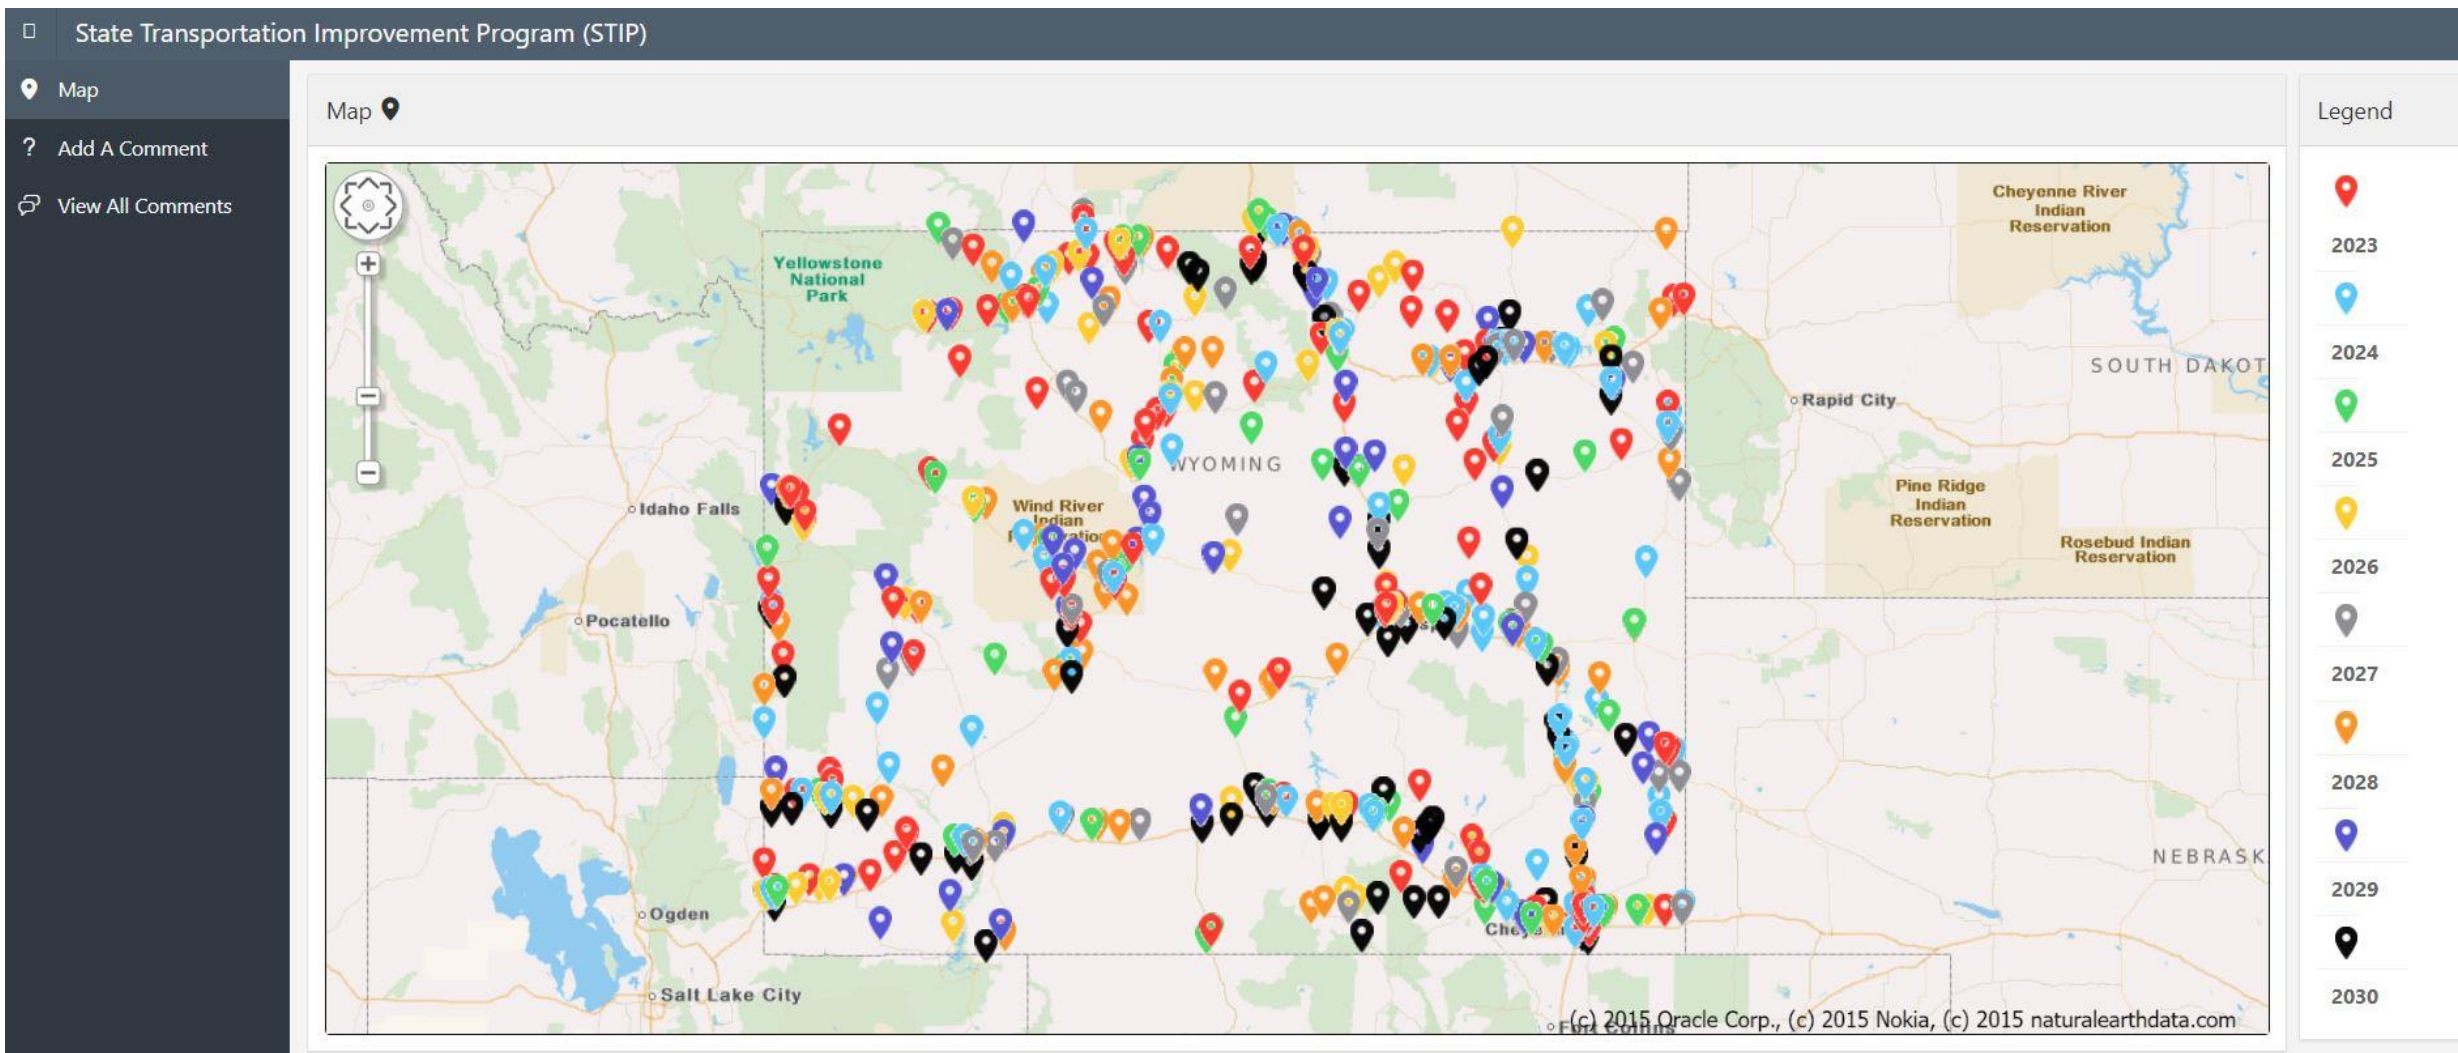 State Transportation Improvement Program (STIP)
Map
? Add A Comment
View All Comments
Map
Legend
2023
2024
2025
2026
2027
2028
2029
2030
Yellowstone
National
Park
Cheyenne River
Indian
Reservation
SOUTH DAKOT
Rapid City
WYOMING
Idaho Falls
Wind River
Indian
Pine Ridge
Indian
Reservation
Rosebud Indian
Reservation
Pocatello
NEBRASK
Ogden
Salt Lake City
Fort Collins
(c) 2015 Oracle Corp., (c) 2015 Nokia, (c) 2015 naturalearthdata.com